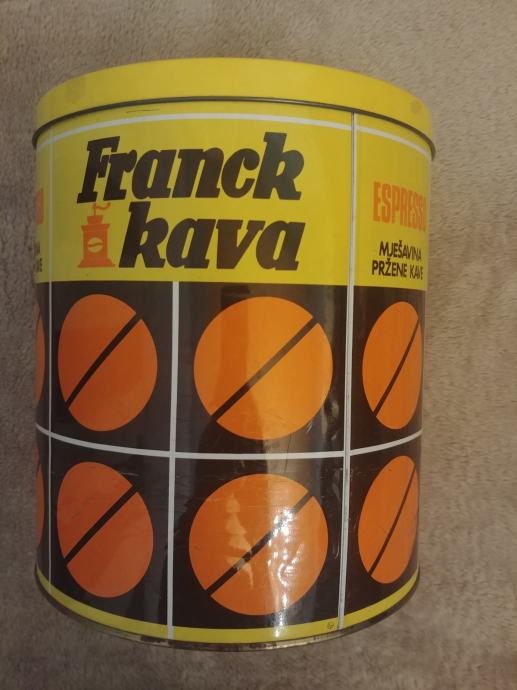 Franck
kava
ESPRESSO
MJEŠAVINA
PRŽENE KAVE